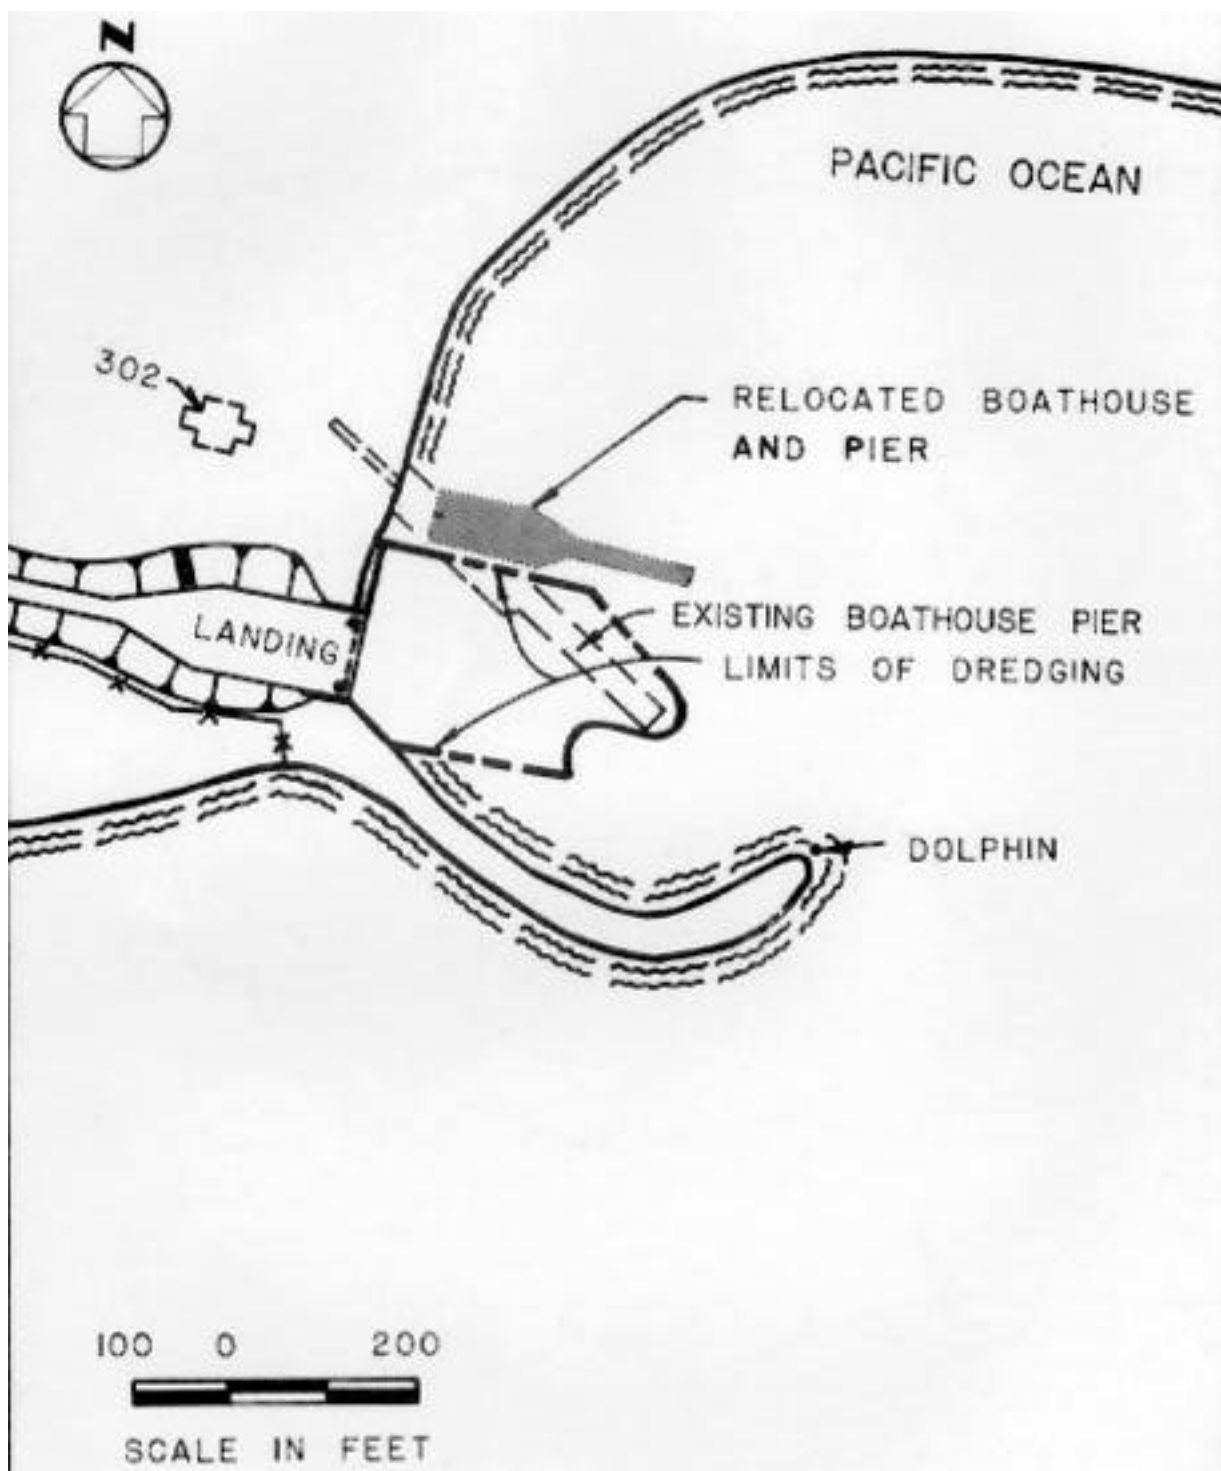 N
PACIFIC OCEAN
302
RELOCATED BOATHOUSE
AND PIER
EXISTING BOATHOUSE PIER
LANDING
LIMITS OF DREDGING
DOLPHIN
100 0 200
SCALE IN FEET